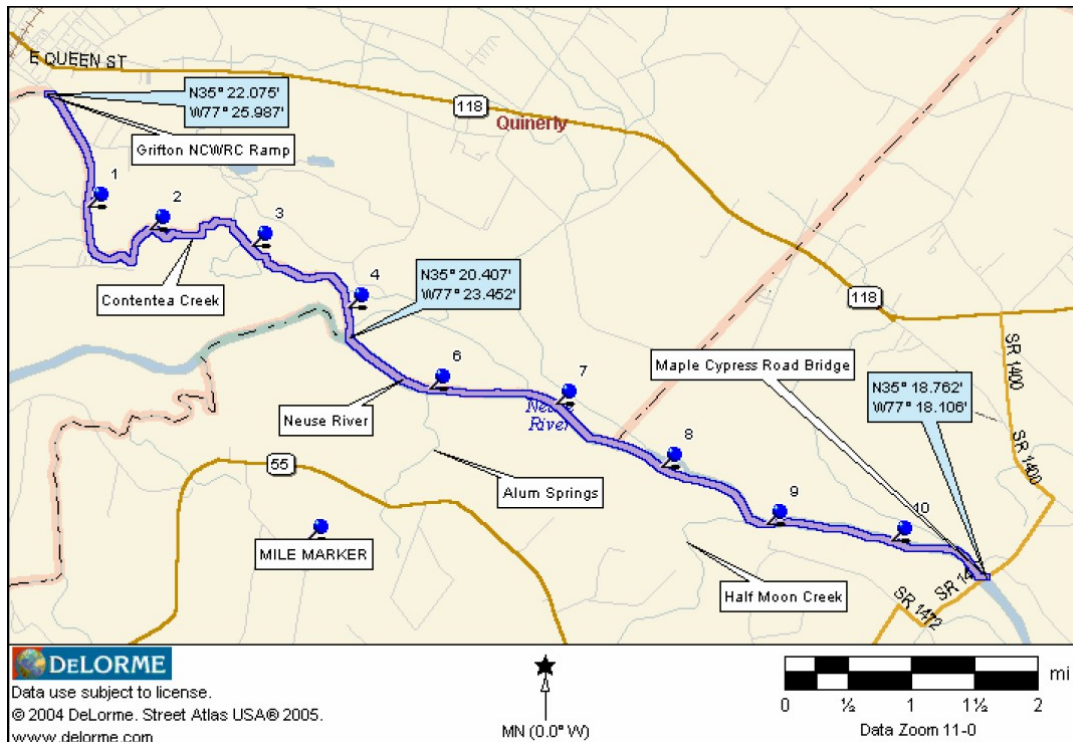 E QUEEN ST
N35° 22.075'
W77° 25.987'
118
Quinerly
Grifton NCWRC Ramp
1
2
3
Contentea Creek
4
N35° 20.407'
W77° 23.452'
118
SR 1400
Maple Cypress Road Bridge
N35° 18.762'
W77° 18.106'
6
7
Neuse River
Neuse
River
8
SR 1400
55
Alum Springs
9
10
MILE MARKER
Half Moon Creek
SR 14
SR 1472
DELORME
Data use subject to license.
© 2004 DeLorme. Street Atlas USA® 2005.
www.delorme.com
MN (0.0° W)
mi
0 ½ 1 1½ 2
Data Zoom 11-0